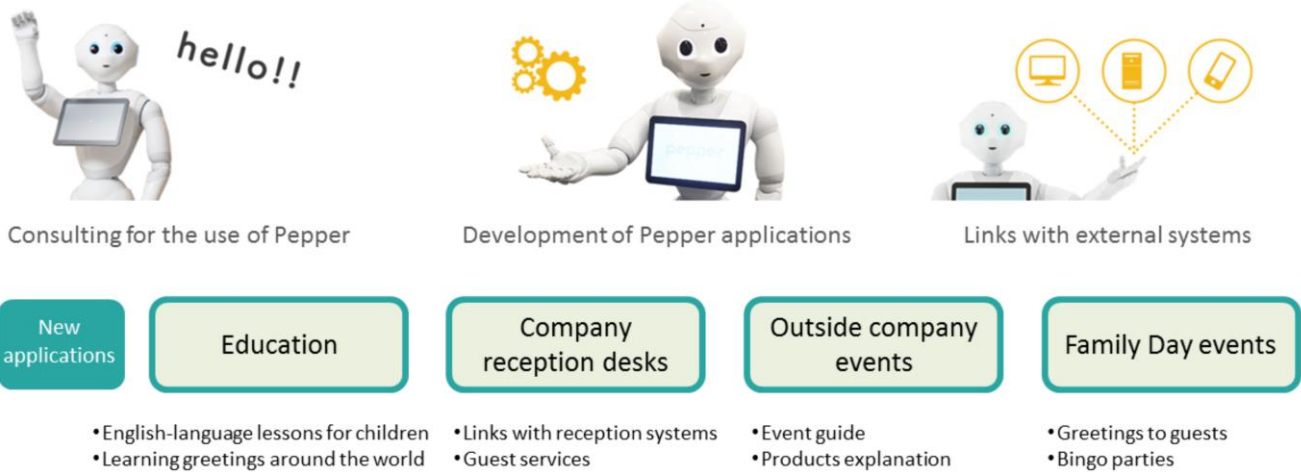 hello!!
pepper
Consulting for the use of Pepper
Development of Pepper applications
Links with external systems
New
applications
Education
Company
reception desks
Outside company
events
Family Day events
•English-language lessons for children
•Learning greetings around the world
•Links with reception systems
•Guest services
•Event guide
•Products explanation
•Greetings to guests
•Bingo parties